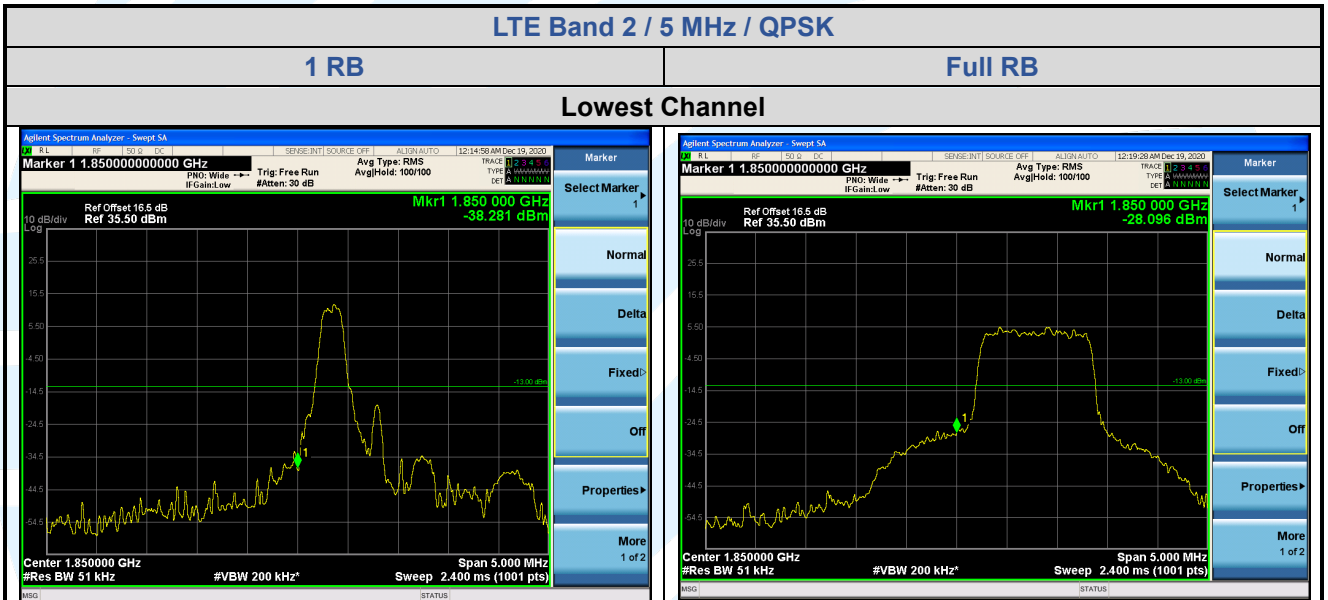 LTE Band 2 / 5 MHz / QPSK
1 RB
Full RB
Lowest Channel
Agilent Spectrum Analyzer - Swept SA
RL RF 50 Ω DC SENSE:INT SOURCE OFF ALIGN AUTO 12:14:58 AM Dec 19, 2020
Marker 1 1.850000000000 GHz
PNO: Wide
IFGain:Low
Trig: Free Run
#Atten: 30 dB
Avg Type: RMS
Avg|Hold: 100/100
TRACE 1 2 3 4 5 6
TYPE A
DET A N N N N N
Mkr1 1.850 000 GHz
-38.281 dBm
Ref Offset 16.5 dB
10 dB/div Ref 35.50 dBm
Log
25.5
15.5
5.50
-4.50
-14.5
-24.5
-34.5
-44.5
-54.5
-13.00 dBm
1
Center 1.850000 GHz Span 5.000 MHz
#Res BW 51 kHz #VBW 200 kHz* Sweep 2.400 ms (1001 pts)
MSG STATUS
Marker
Select Marker
1
Normal
Delta
Fixed
Off
Properties
More
1 of 2
Agilent Spectrum Analyzer - Swept SA
RL RF 50 Ω DC SENSE:INT SOURCE OFF ALIGN AUTO 12:19:28 AM Dec 19, 2020
Marker 1 1.850000000000 GHz
PNO: Wide
IFGain:Low
Trig: Free Run
#Atten: 30 dB
Avg Type: RMS
Avg|Hold: 100/100
TRACE 1 2 3 4 5 6
TYPE A
DET A N N N N N
Mkr1 1.850 000 GHz
-28.096 dBm
Ref Offset 16.5 dB
10 dB/div Ref 35.50 dBm
Log
25.5
15.5
5.50
-4.50
-14.5
-24.5
-34.5
-44.5
-54.5
-13.00 dBm
1
Center 1.850000 GHz Span 5.000 MHz
#Res BW 51 kHz #VBW 200 kHz* Sweep 2.400 ms (1001 pts)
MSG STATUS
Marker
Select Marker
1
Normal
Delta
Fixed
Off
Properties
More
1 of 2